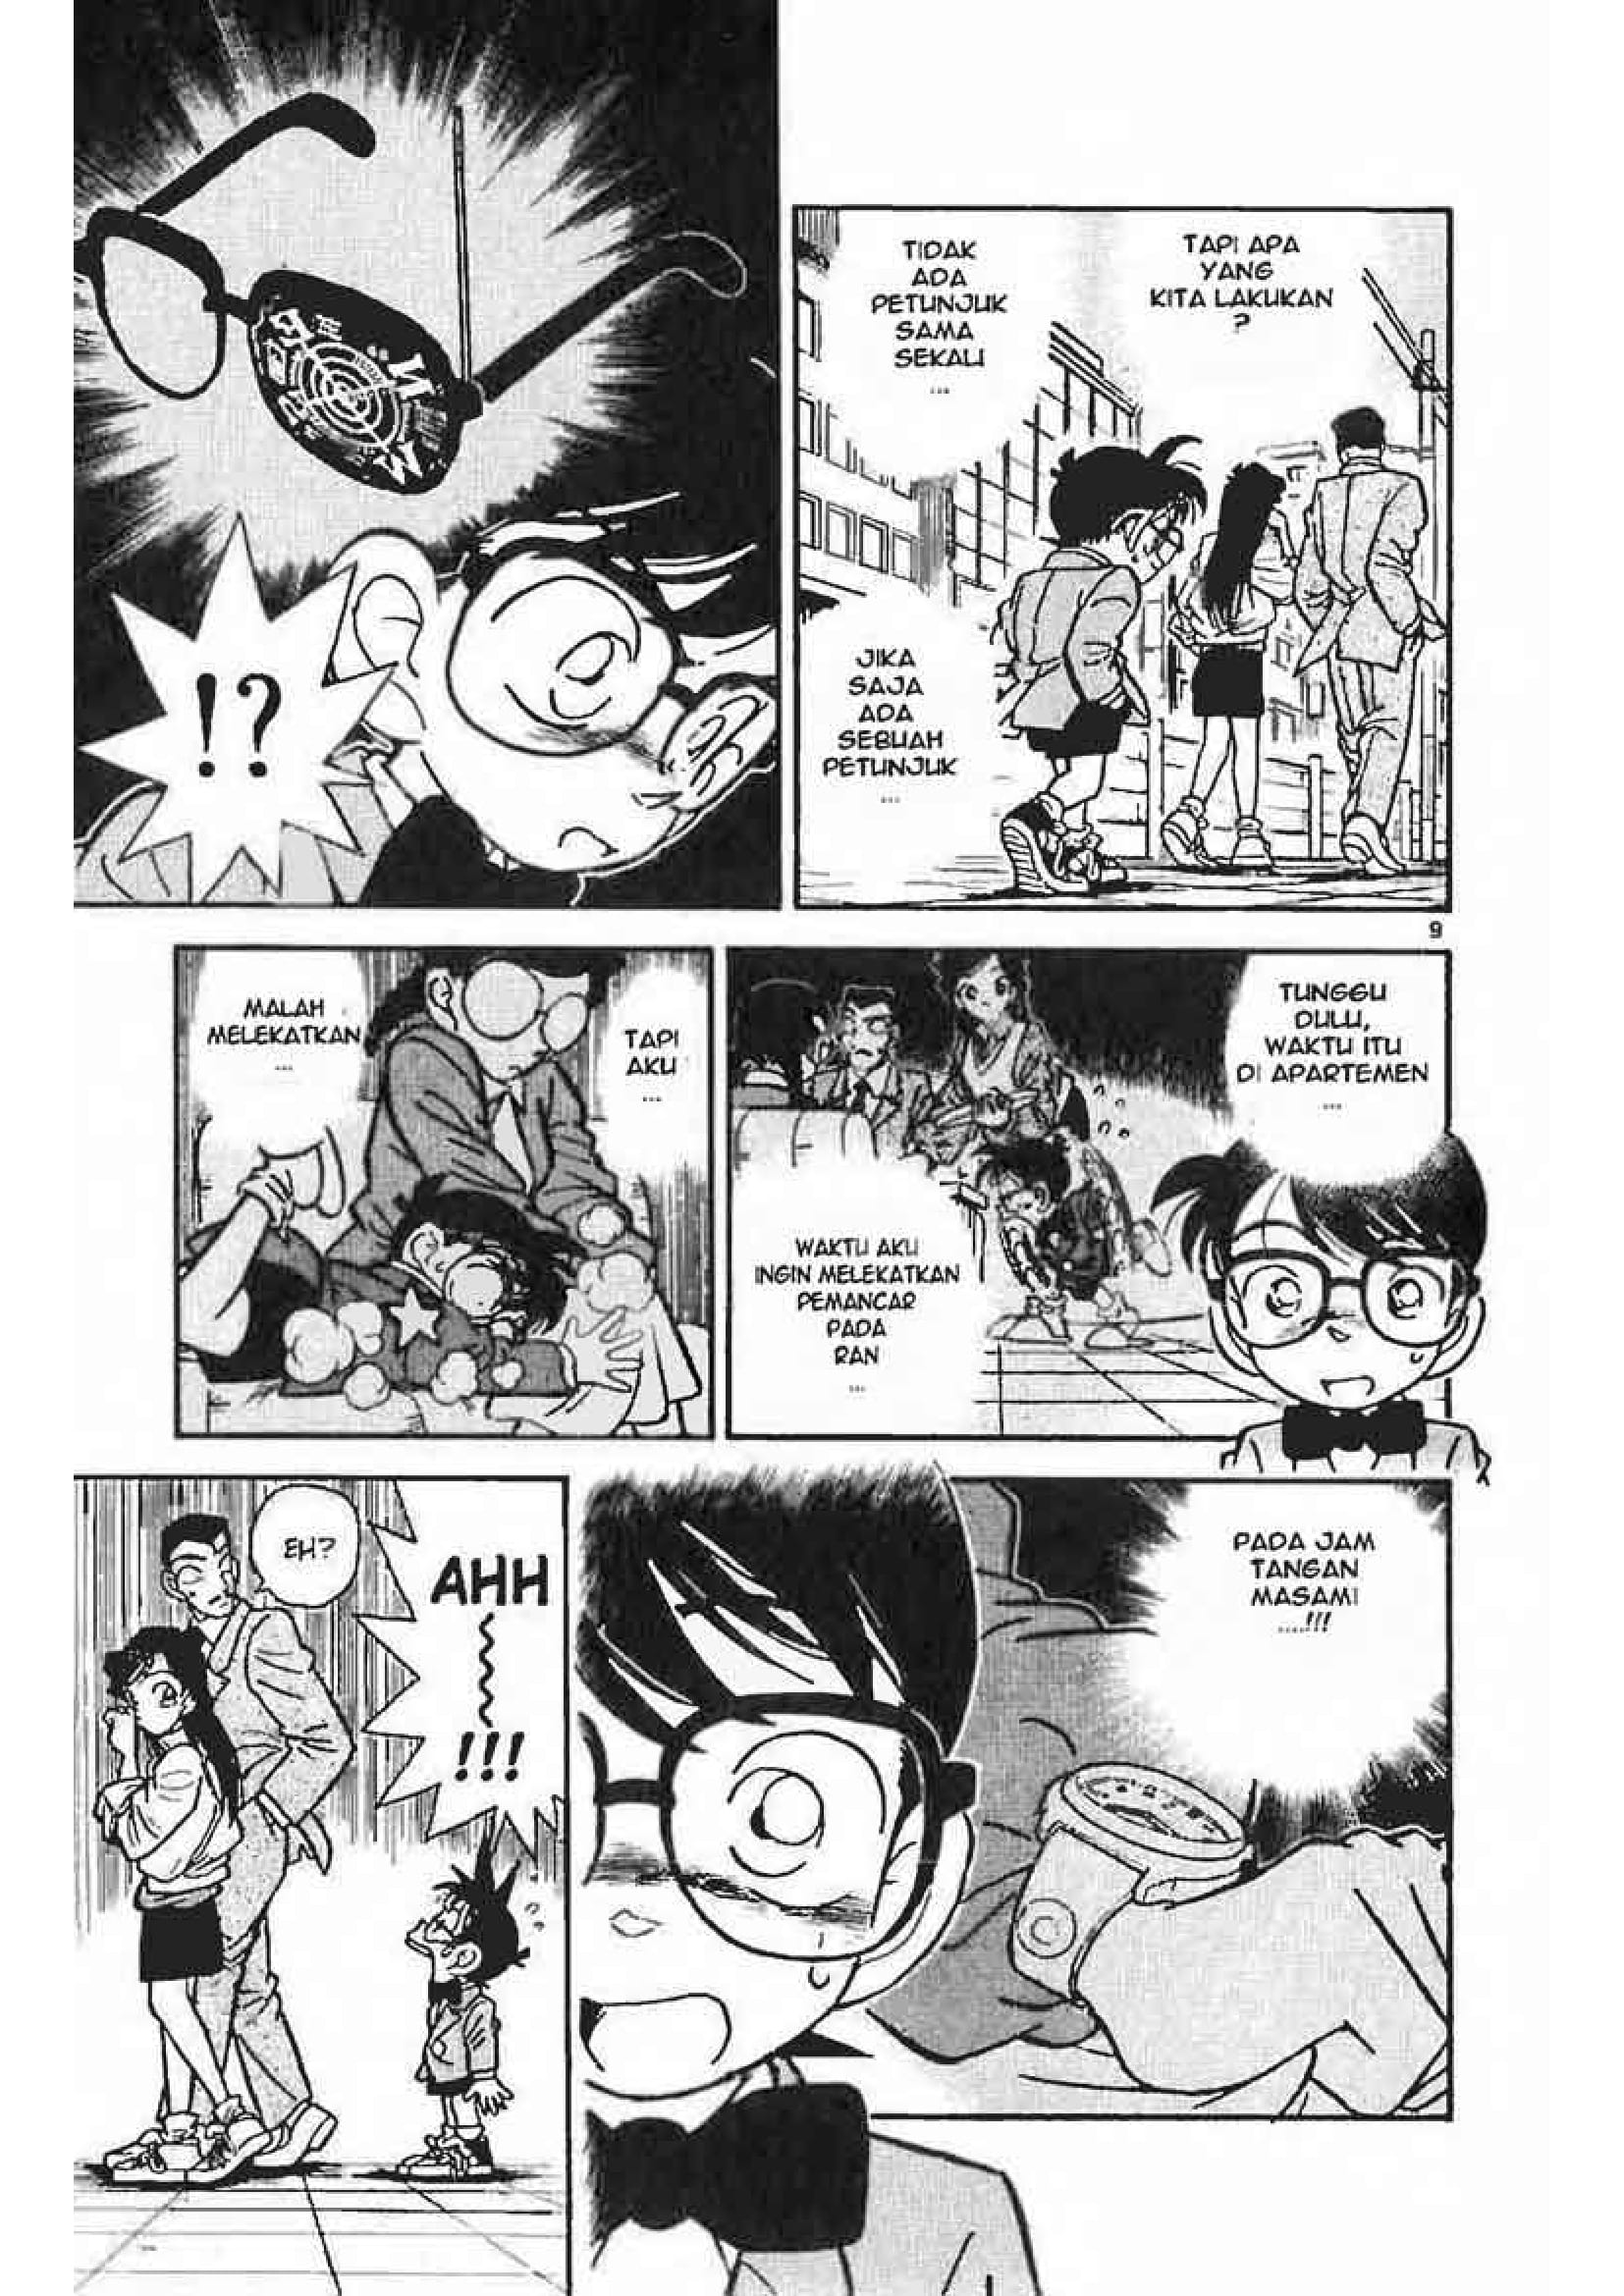 TAPI APA
YANG
KITA LAKUKAN
?
TIDAK
ADA
PETUNJUK
SAMA
SEKALI
...
JIKA
SAJA
ADA
SEBUAH
PETUNJUK
...
!?
9
TUNGGU
DULU,
WAKTU ITU
DI APARTEMEN
...
WAKTU AKU
INGIN MELEKATKAN
PEMANCAR
PADA
RAN
...
TAPI
AKU
...
MALAH
MELEKATKAN
...
PADA JAM
TANGAN
MASAMI
.....!!!
AHH
!!!
EH?